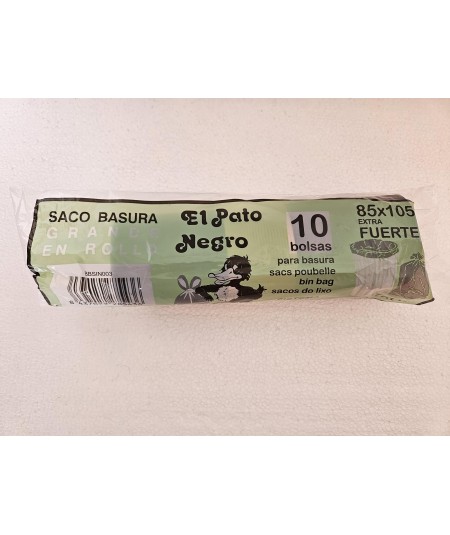 SACO BASURA
GRANDE
EN ROLLO
BBSIN003
El Pato
Negro
10
bolsas
para basura
sacs poubelle
bin bag
sacos do lixo
85x105
EXTRA
FUERTE